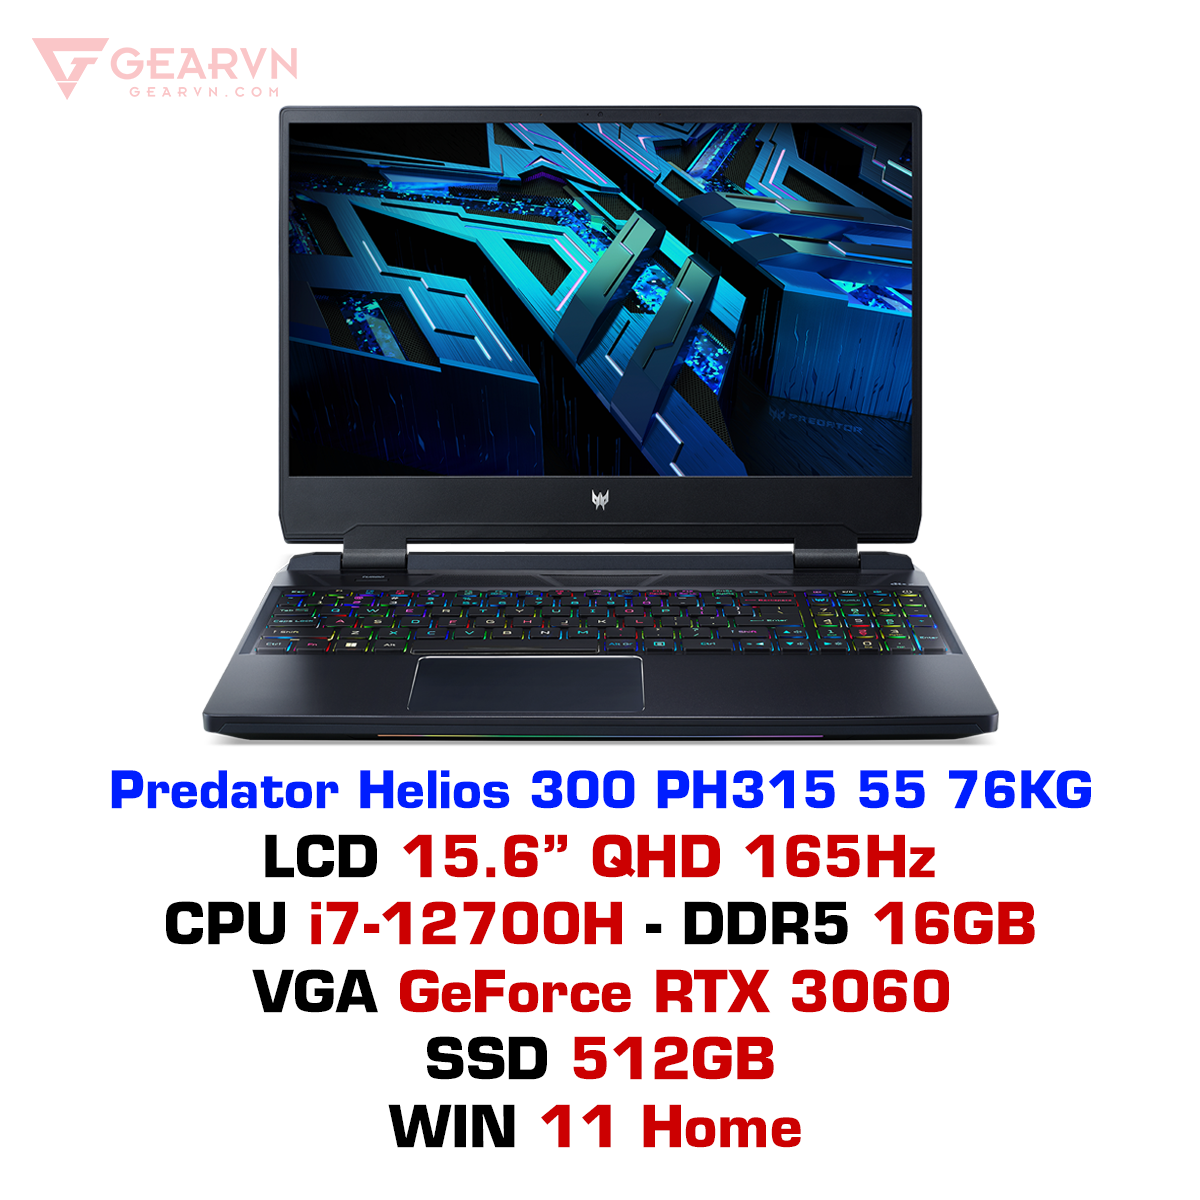 GEARVN
GEARVN.COM
PREDATOR
Predator Helios 300 PH315 55 76KG
LCD 15.6” QHD 165Hz
CPU i7-12700H - DDR5 16GB
VGA GeForce RTX 3060
SSD 512GB
WIN 11 Home